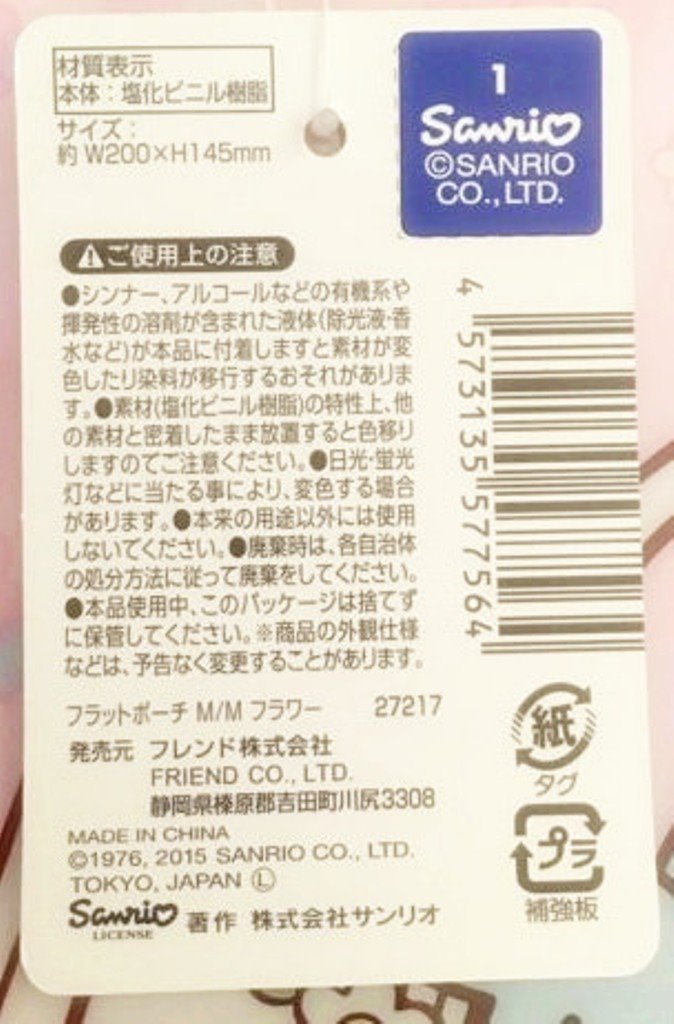 材質表示
本体：塩化ビニル樹脂
サイズ：
約 W200×H145mm
1
Sanrio
©SANRIO
CO.,LTD.
⚠ご使用上の注意
●シンナー、アルコールなどの有機系や
揮発性の溶剤が含まれた液体(除光液・香
水など)が本品に付着しますと素材が変
色したり染料が移行するおそれがありま
す。●素材(塩化ビニル樹脂)の特性上、他
の素材と密着したまま放置すると色移り
しますのでご注意ください。●日光・蛍光
灯などに当たる事により、変色する場合
があります。●本来の用途以外には使用
しないでください。●廃棄時は、各自治体
の処分方法に従って廃棄をしてください。
●本品使用中、このパッケージは捨てず
に保管してください。※商品の外観仕様
などは、予告なく変更することがあります。
4 573135 577564
フラットポーチ M/M フラワー 27217
発売元 フレンド株式会社
FRIEND CO., LTD.
静岡県榛原郡吉田町川尻3308
MADE IN CHINA
©1976, 2015 SANRIO CO., LTD.
TOKYO, JAPAN Ⓛ
Sanrio
LICENSE
著作 株式会社サンリオ
紙
タグ
プラ
補強板